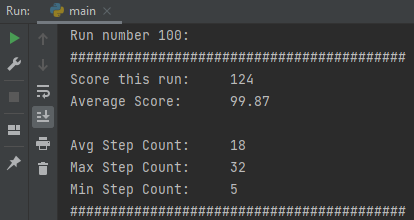 Run: main
Run number 100:
##########################################
Score this run: 124
Average Score: 99.87
Avg Step Count: 18
Max Step Count: 32
Min Step Count: 5
##########################################